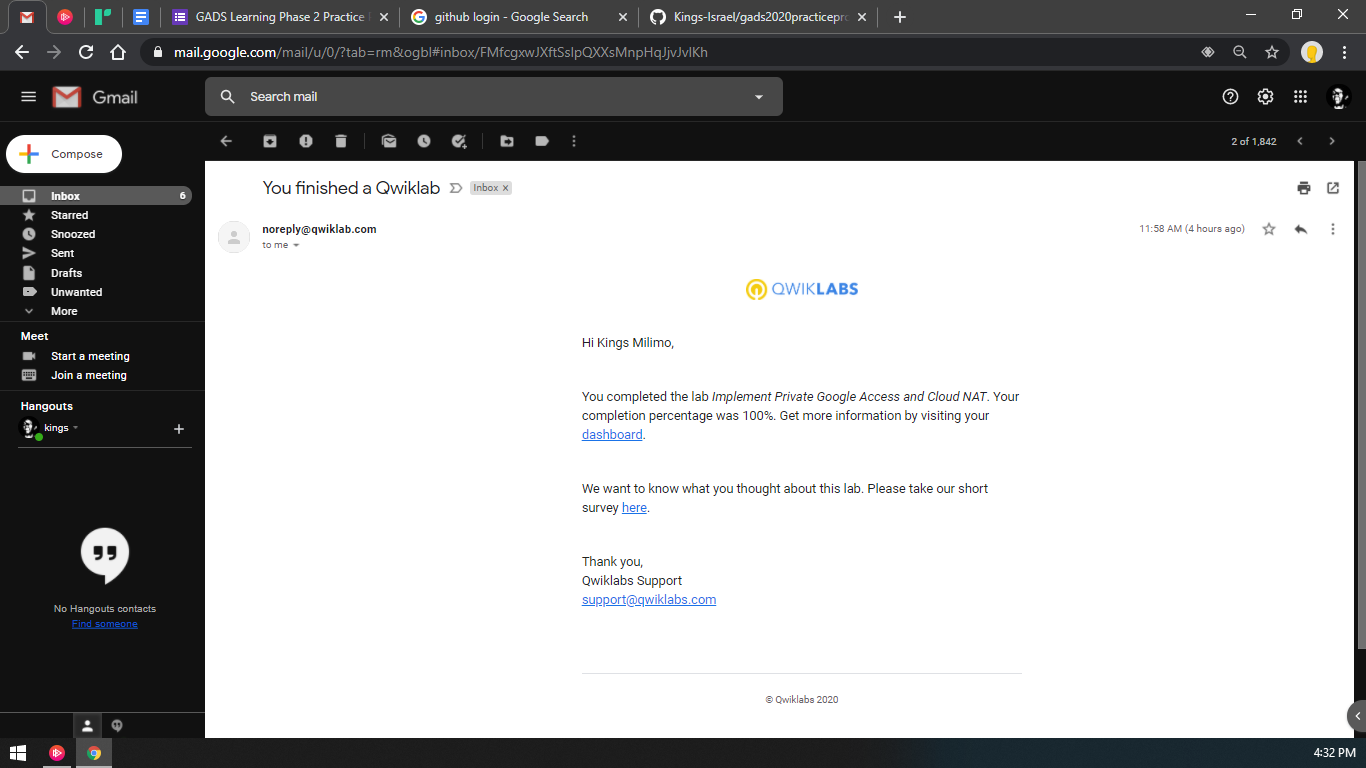 GADS Learning Phase 2 Practice
github login - Google Search
Kings-Israel/gads2020practicepro
mail.google.com/mail/u/0/?tab=rm&ogbl#inbox/FMfcgxwJXftSslpQXXsMnpHqJjvJvlKh
Gmail
Search mail
Compose
2 of 1,842
Inbox 6
Starred
Snoozed
Sent
Drafts
Unwanted
More
Meet
Start a meeting
Join a meeting
Hangouts
kings
No Hangouts contacts
Find someone
You finished a Qwiklab
Inbox x
noreply@qwiklab.com
11:58 AM (4 hours ago)
to me
QWIKLABS
Hi Kings Milimo,
You completed the lab Implement Private Google Access and Cloud NAT. Your
completion percentage was 100%. Get more information by visiting your
dashboard.
We want to know what you thought about this lab. Please take our short
survey here.
Thank you,
Qwiklabs Support
support@qwiklabs.com
© Qwiklabs 2020
4:32 PM